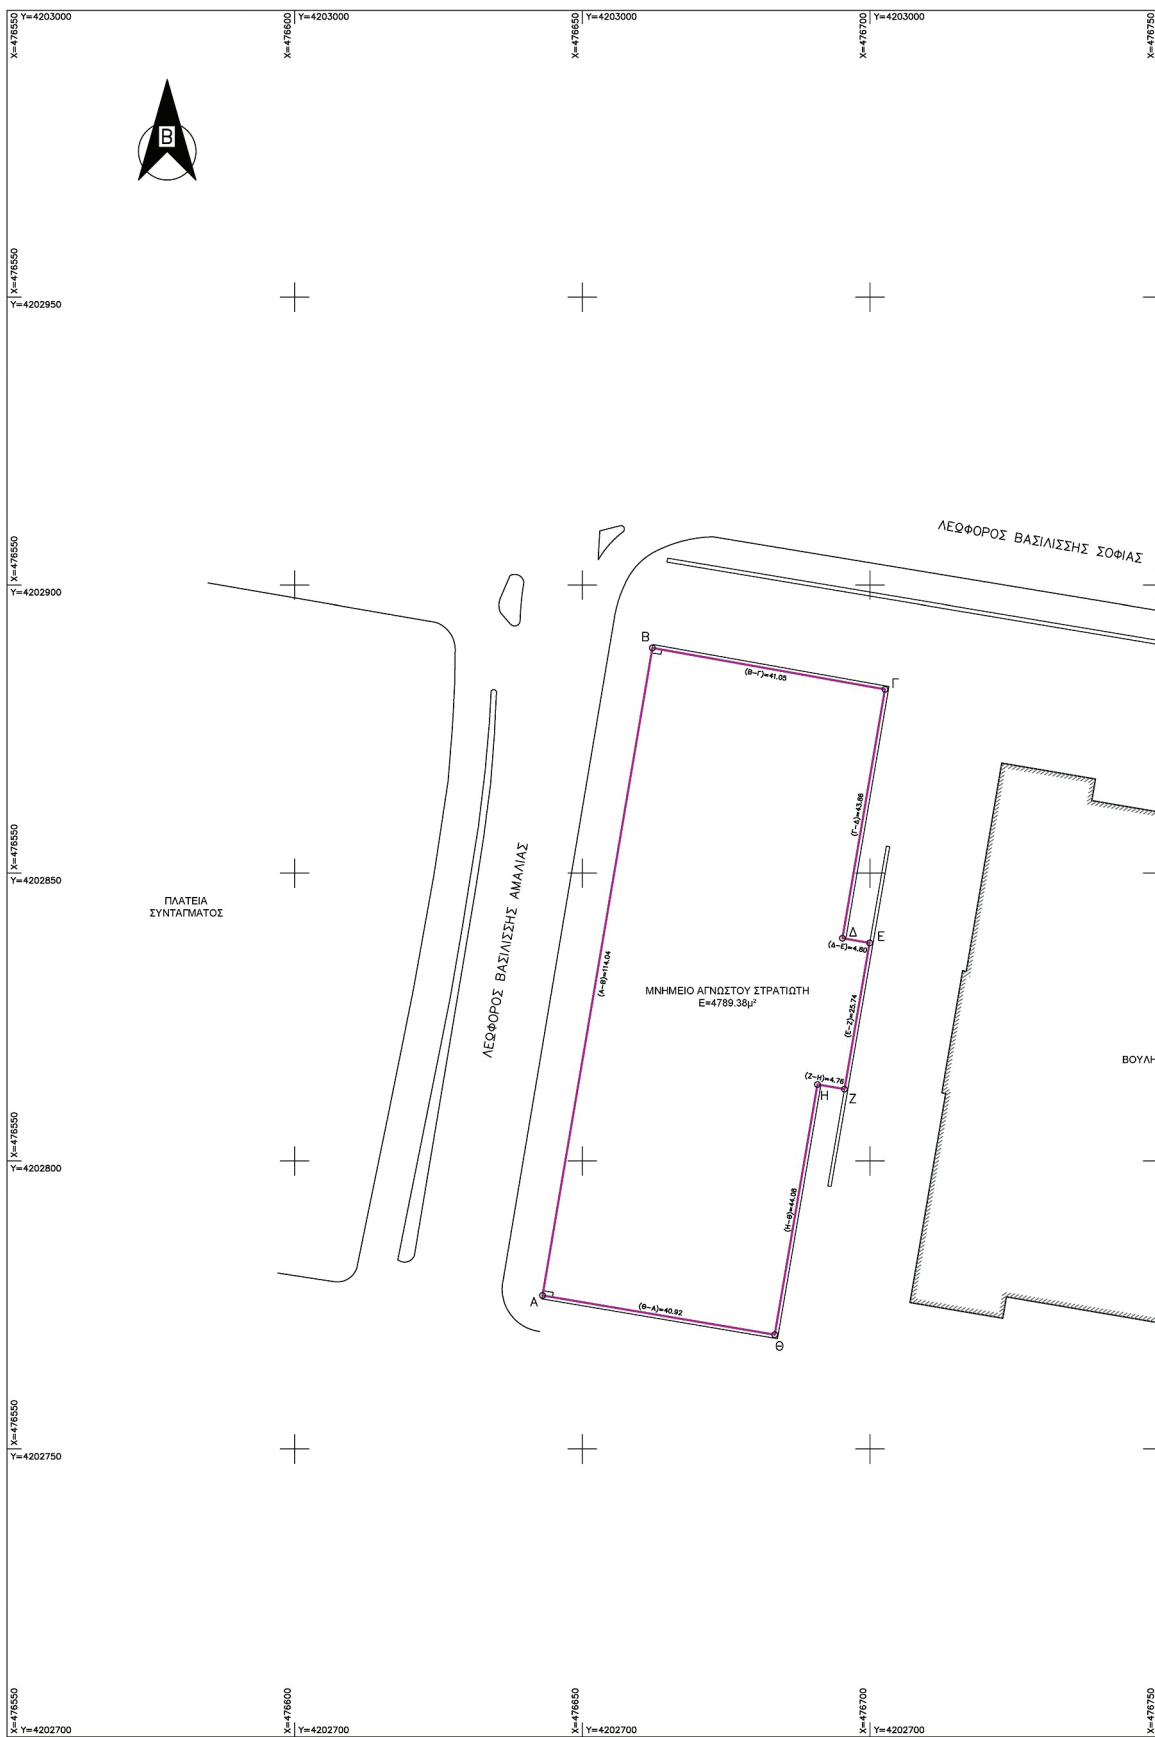 X=476550 Y=4203000
X=476600 Y=4203000
X=476650 Y=4203000
X=476700 Y=4203000
X=476750
B
X=476550
Y=4202950
X=476550
Y=4202900
ΛΕΩΦΟΡΟΣ ΒΑΣΙΛΙΣΣΗΣ ΣΟΦΙΑΣ
Β
(Β-Γ)=41.05
Γ
(Γ-Δ)=43.86
X=476550
Y=4202850
ΠΛΑΤΕΙΑ
ΣΥΝΤΑΓΜΑΤΟΣ
ΛΕΩΦΟΡΟΣ ΒΑΣΙΛΙΣΣΗΣ ΑΜΑΛΙΑΣ
(Α-Β)=114.04
Δ
Ε
(Δ-Ε)=4.80
ΜΝΗΜΕΙΟ ΑΓΝΩΣΤΟΥ ΣΤΡΑΤΙΩΤΗ
Ε=4789.38μ²
(Ε-Ζ)=25.74
ΒΟΥΛΗ
(Ζ-Η)=4.76
Η
Ζ
X=476550
Y=4202800
(Η-Θ)=44.08
Α
(Θ-Α)=40.92
Θ
X=476550
Y=4202750
X=476550 Y=4202700
X=476600 Y=4202700
X=476650 Y=4202700
X=476700 Y=4202700
X=476750